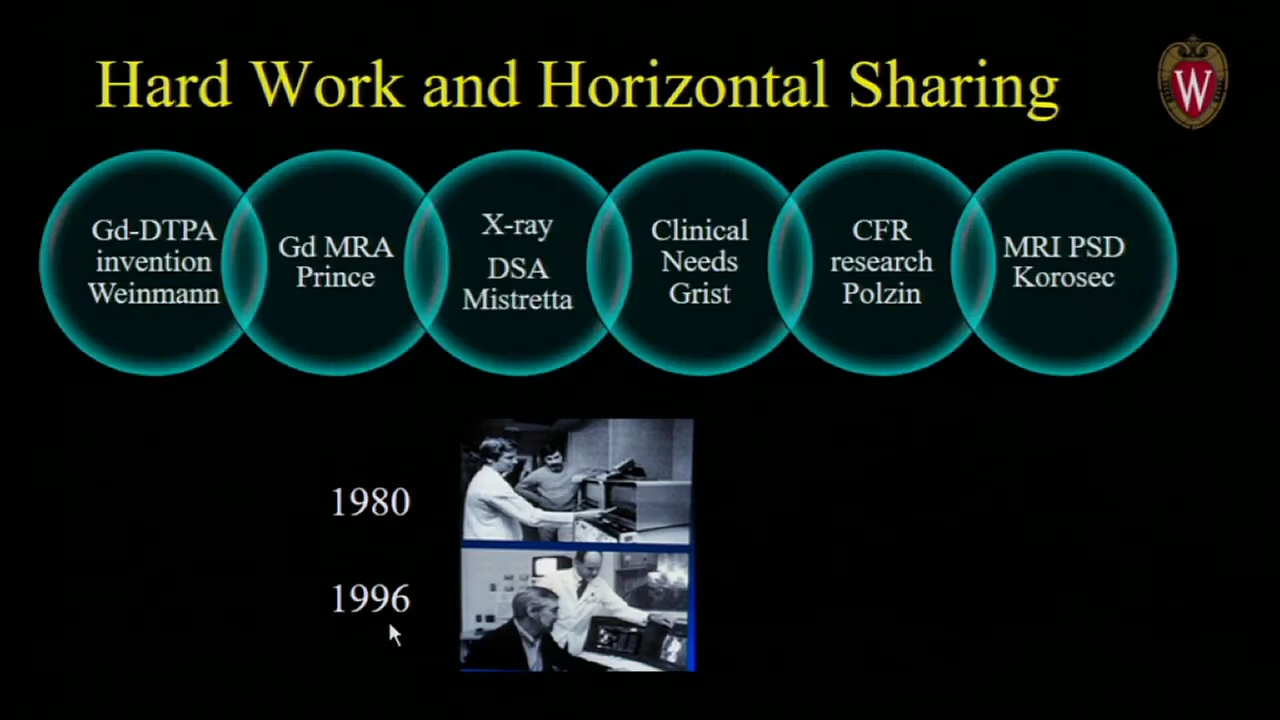 Hard Work and Horizontal Sharing
W
Gd-DTPA
invention
Weinmann
Gd MRA
Prince
X-ray
DSA
Mistretta
Clinical
Needs
Grist
CFR
research
Polzin
MRI PSD
Korosec
1980
1996